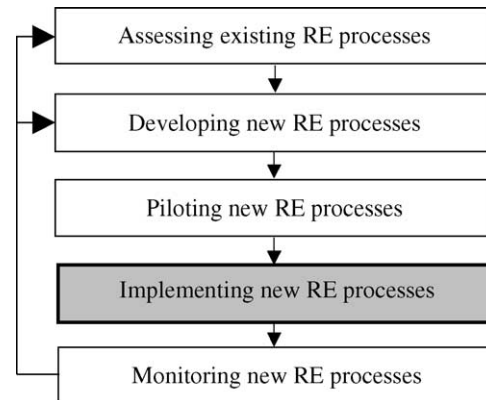 Assessing existing RE processes
Developing new RE processes
Piloting new RE processes
Implementing new RE processes
Monitoring new RE processes